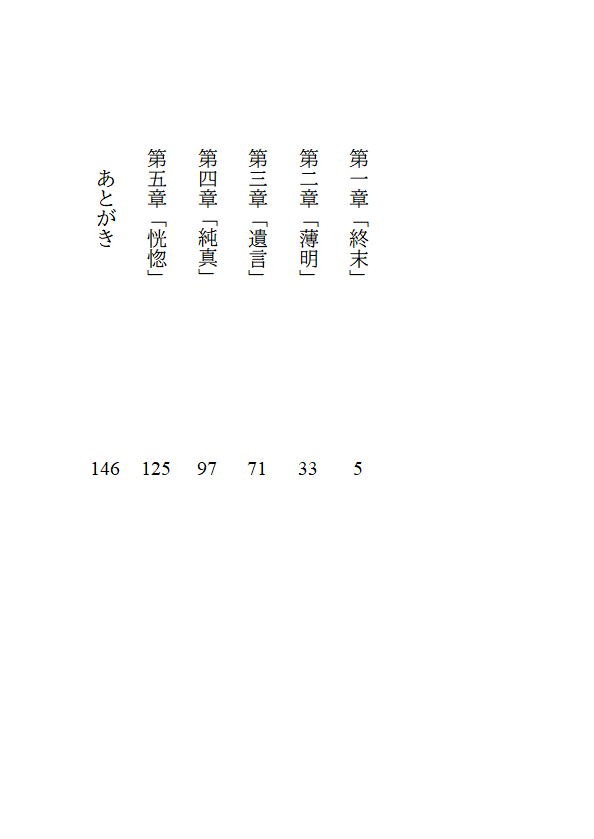 第一章「終末」 5
第二章「薄明」 33
第三章「遺言」 71
第四章「純真」 97
第五章「恍惚」 125
あとがき 146